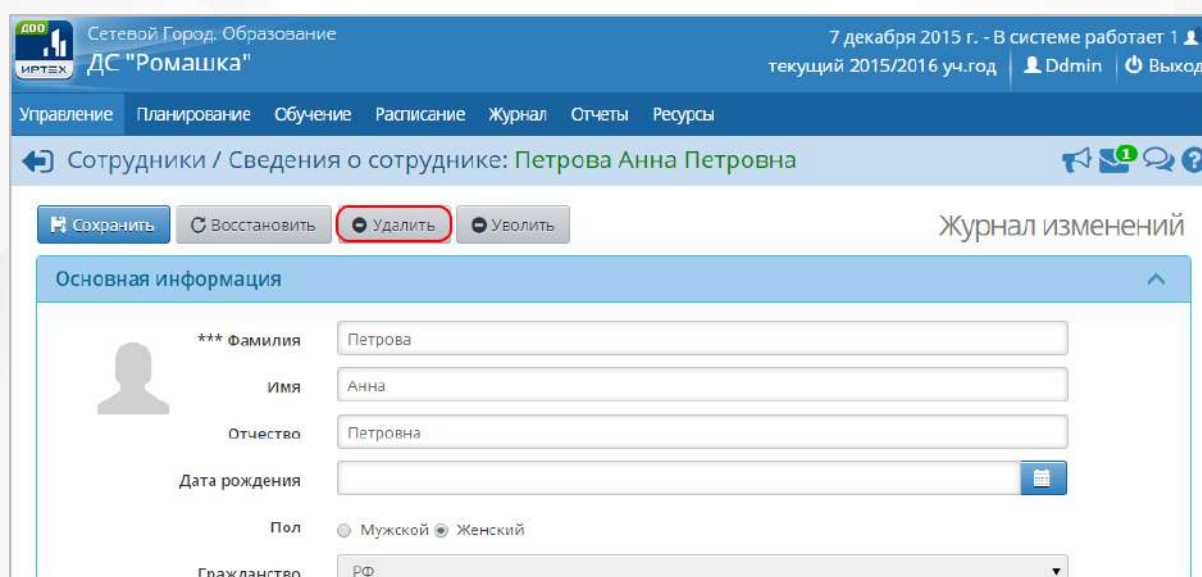 ДОО
ИРТЕХ
Сетевой Город. Образование
ДС "Ромашка"
7 декабря 2015 г. - В системе работает 1
текущий 2015/2016 уч.год Ddmin Выход
Управление Планирование Обучение Расписание Журнал Отчеты Ресурсы
Сотрудники / Сведения о сотруднике: Петрова Анна Петровна
1 ?
Сохранить Восстановить Удалить Уволить
Журнал изменений
Основная информация
*** Фамилия Петрова
Имя Анна
Отчество Петровна
Дата рождения
Пол Мужской Женский
Гражданство РФ